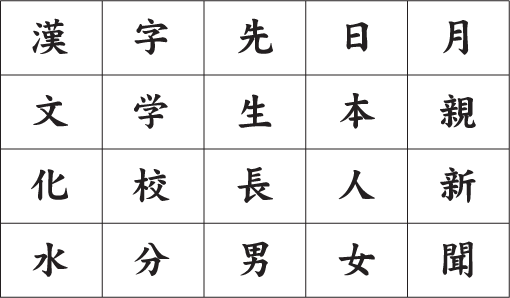 漢 字 先 日 月
文 学 生 本 親
化 校 長 人 新
水 分 男 女 聞